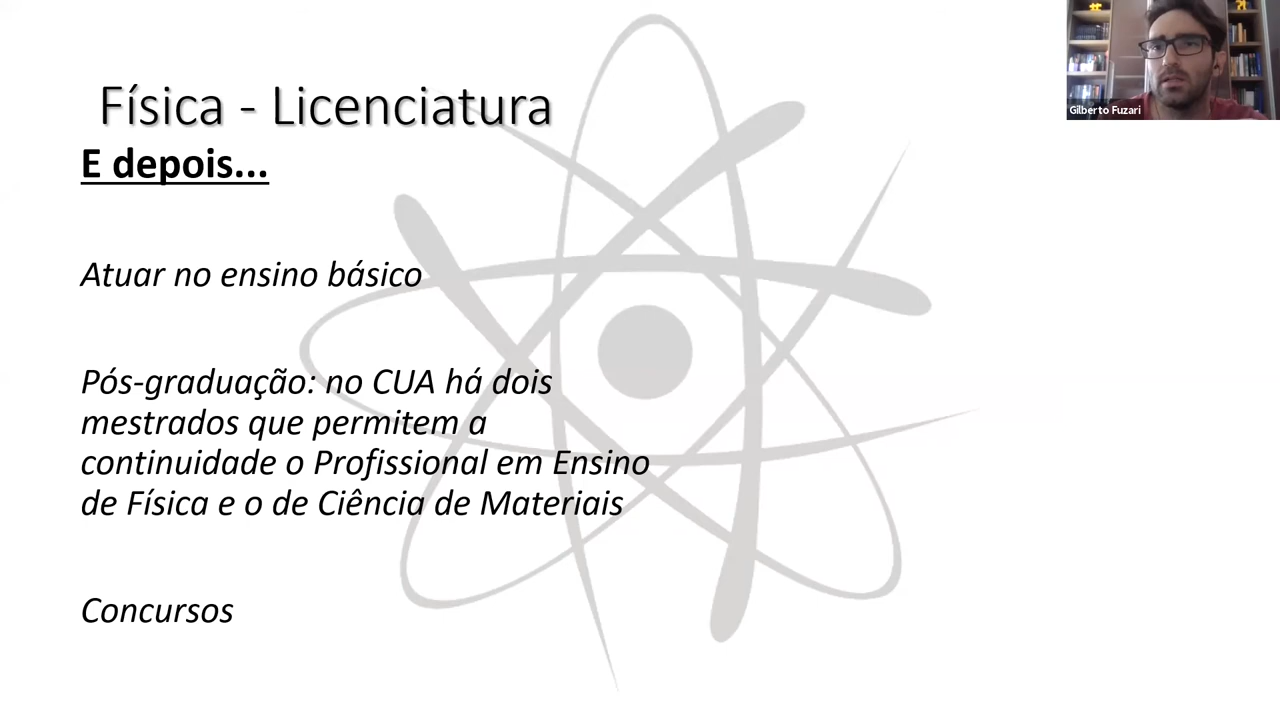 Física - Licenciatura
E depois...
Atuar no ensino básico
Pós-graduação: no CUA há dois
mestrados que permitem a
continuidade o Profissional em Ensino
de Física e o de Ciência de Materiais
Concursos
Gilberto Fuzari